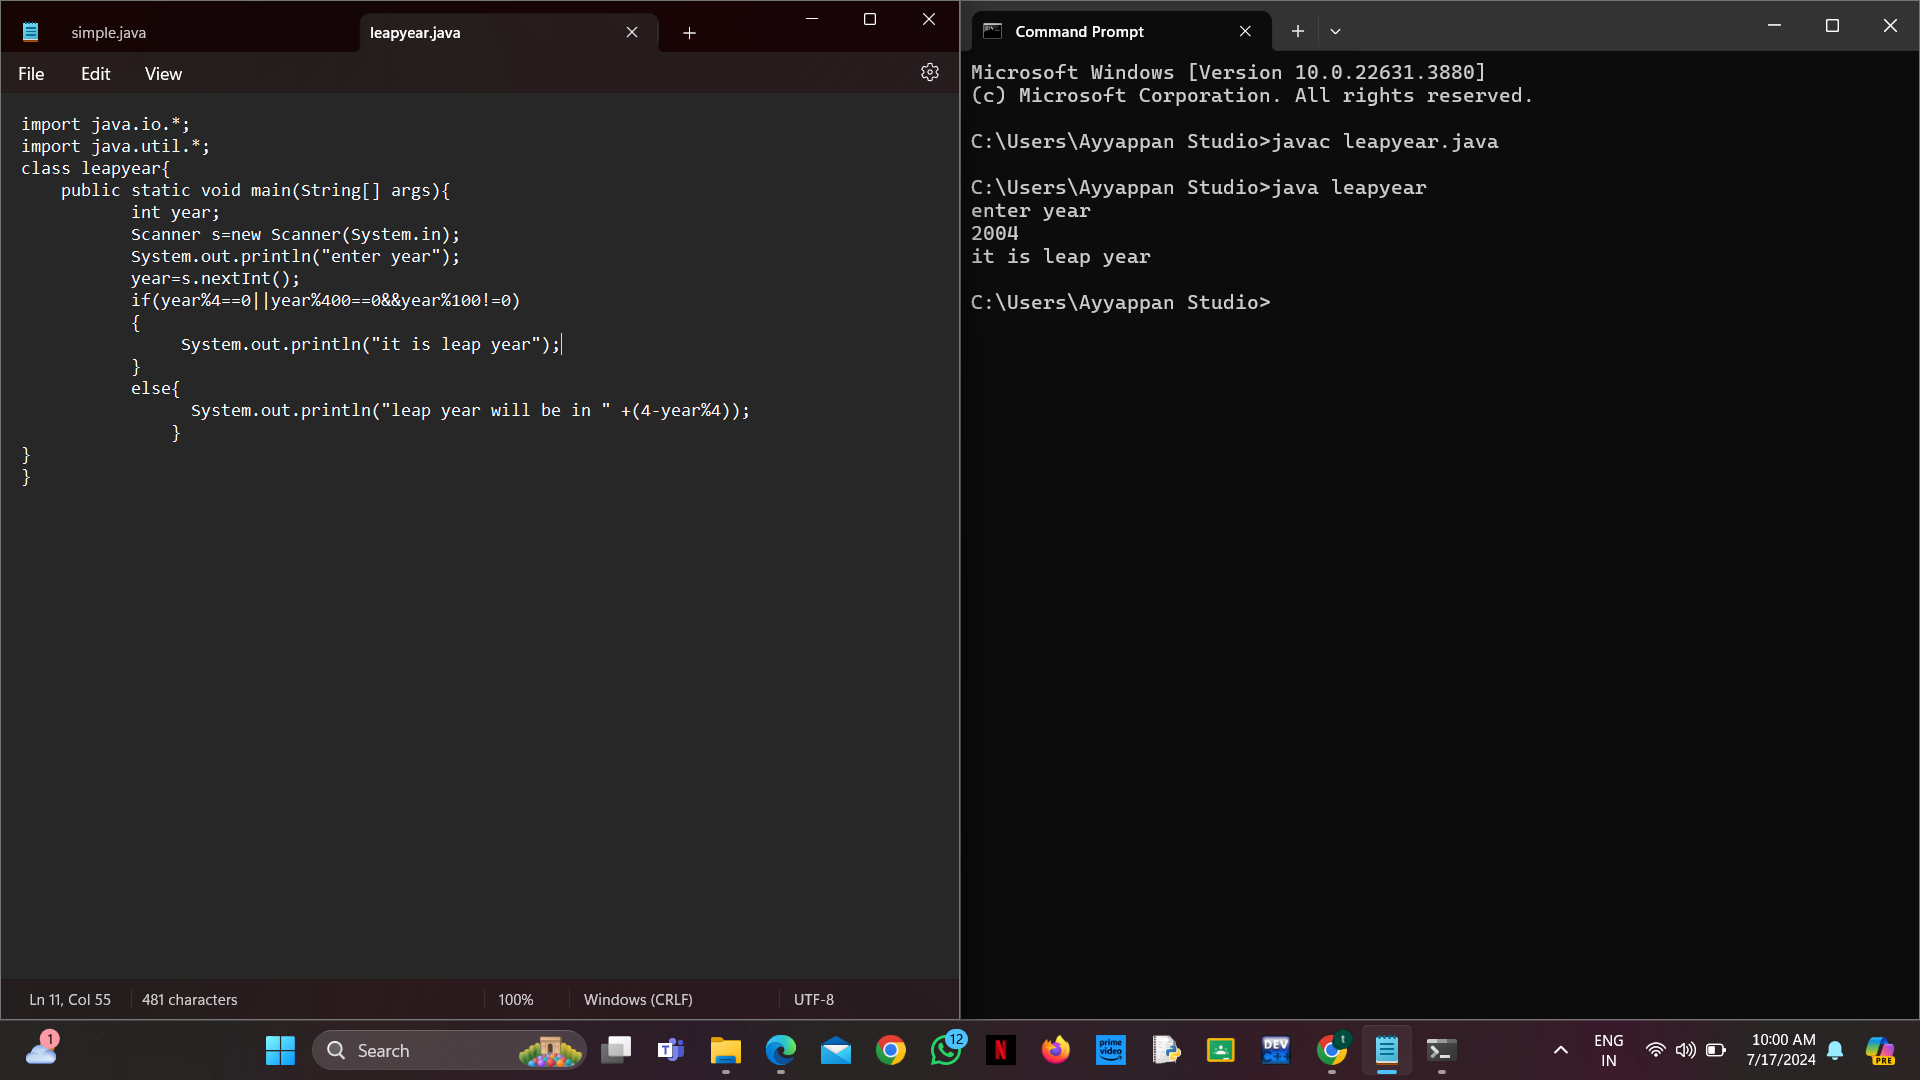 simple.java
leapyear.java
File Edit View
import java.io.*;
import java.util.*;
class leapyear{
    public static void main(String[] args){
           int year;
           Scanner s=new Scanner(System.in);
           System.out.println("enter year");
           year=s.nextInt();
           if(year%4==0||year%400==0&&year%100!=0)
           {
                System.out.println("it is leap year");
           }
           else{
                 System.out.println("leap year will be in " +(4-year%4));
               }
}
}
Ln 11, Col 55 481 characters 100% Windows (CRLF) UTF-8
Command Prompt
Microsoft Windows [Version 10.0.22631.3880]
(c) Microsoft Corporation. All rights reserved.
C:\Users\Ayyappan Studio>javac leapyear.java
C:\Users\Ayyappan Studio>java leapyear
enter year
2004
it is leap year
C:\Users\Ayyappan Studio>
1
Search
T
12
N
prime video
DEV C++
t
ENG
IN
10:00 AM
7/17/2024
PRE